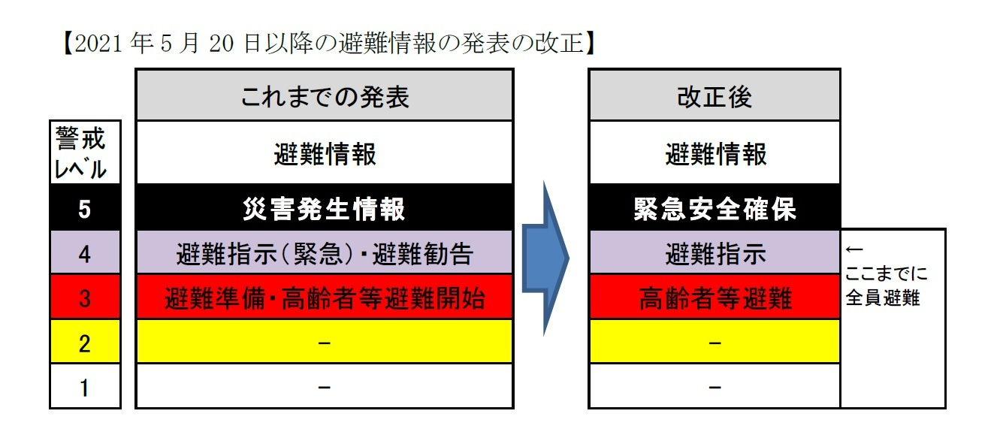 【2021 年 5 月 20 日以降の避難情報の発表の改正】
これまでの発表
改正後
警戒
レベル
避難情報
避難情報
5
災害発生情報
緊急安全確保
4
避難指示（緊急）・避難勧告
避難指示
←
ここまでに
全員避難
3
避難準備・高齢者等避難開始
高齢者等避難
2
−
−
1
−
−